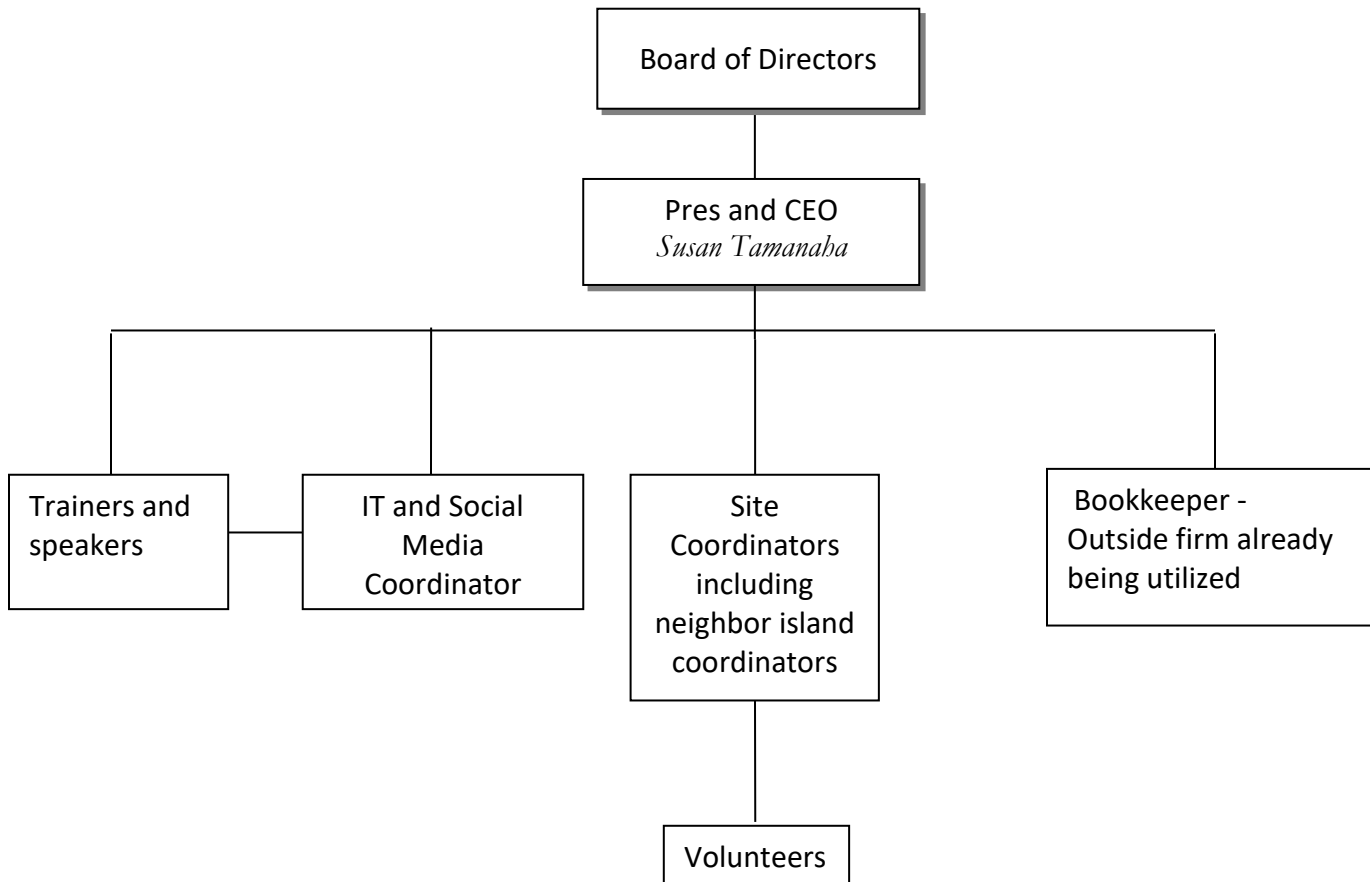 Board of Directors
Pres and CEO
Susan Tamanaha
Trainers and
speakers
IT and Social
Media
Coordinator
Site
Coordinators
including
neighbor island
coordinators
Bookkeeper -
Outside firm already
being utilized
Volunteers